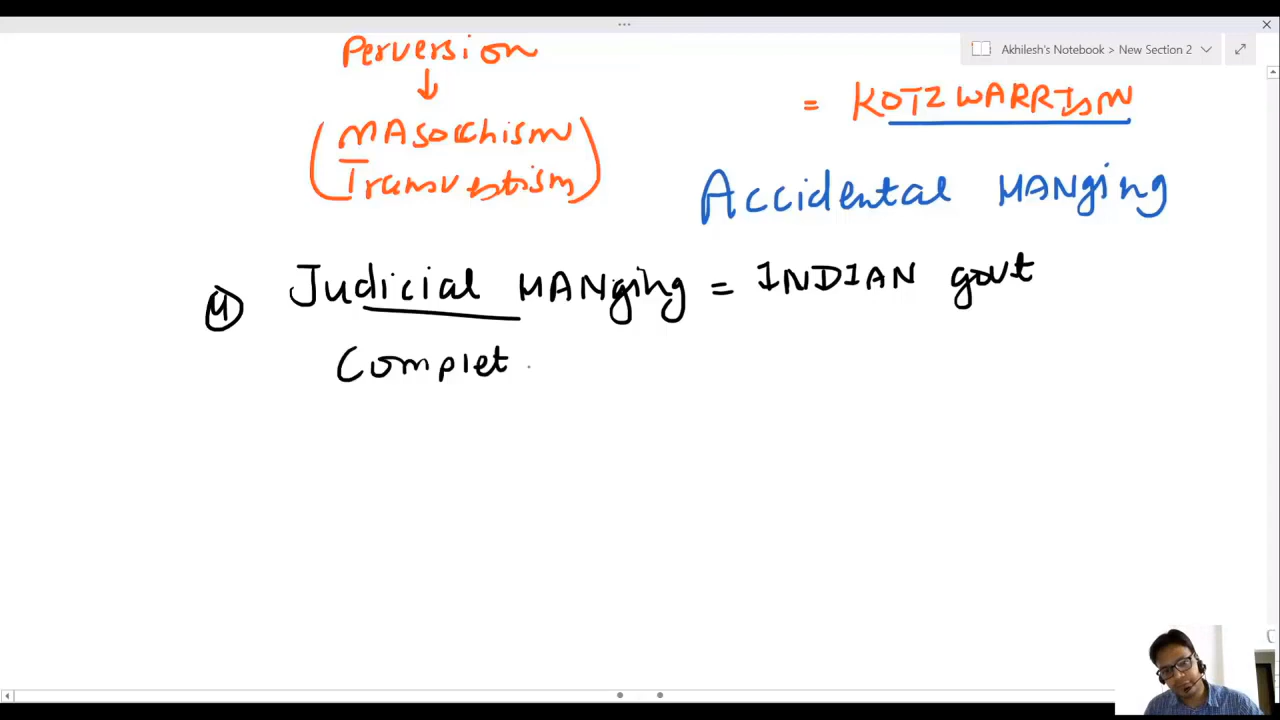 Akhilesh's Notebook > New Section 2
Perversion
= KOTZWARRISM
(MAsochism
Transvestism)
Accidental HANging
4 Judicial HANging = INDIAN govt
Complet